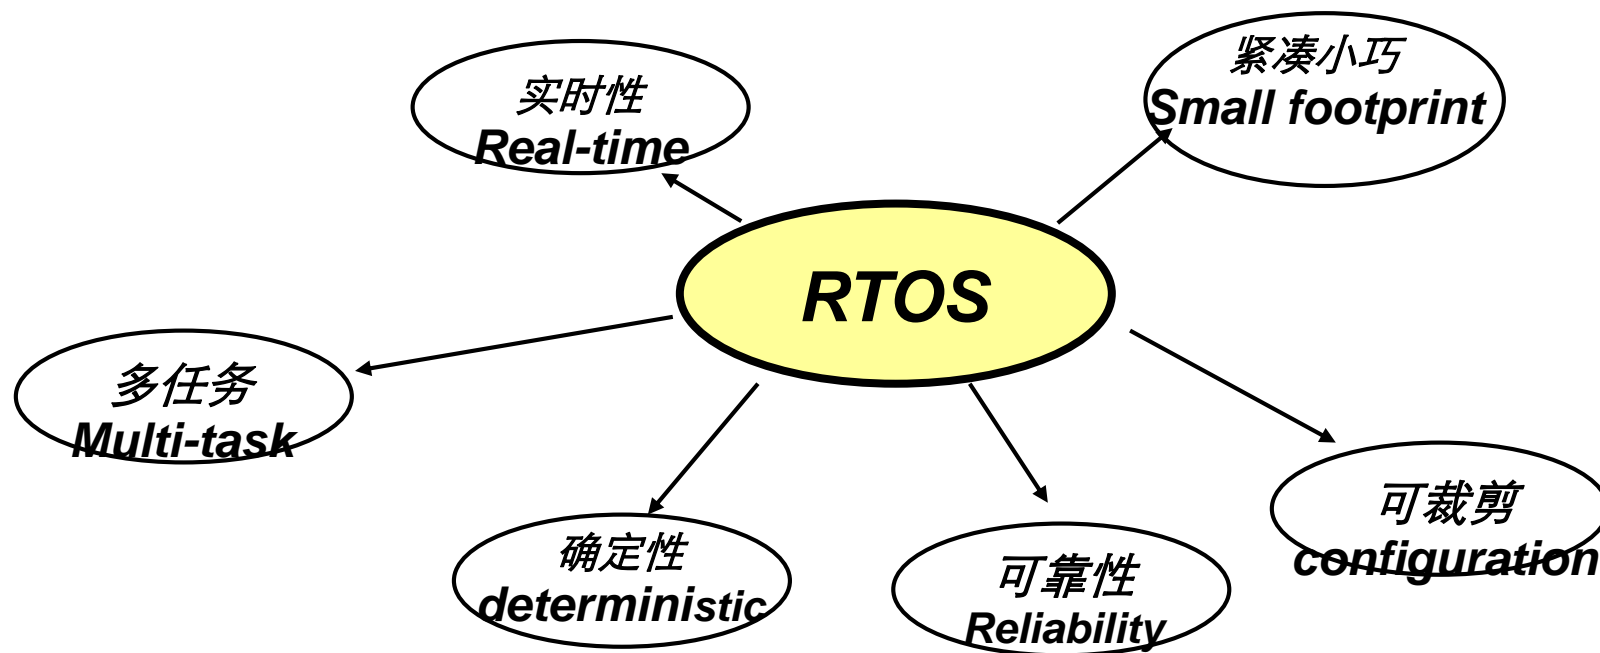 紧凑小巧
Small footprint
实时性
Real-time
RTOS
多任务
Multi-task
可裁剪
configuration
确定性
deterministic
可靠性
Reliability